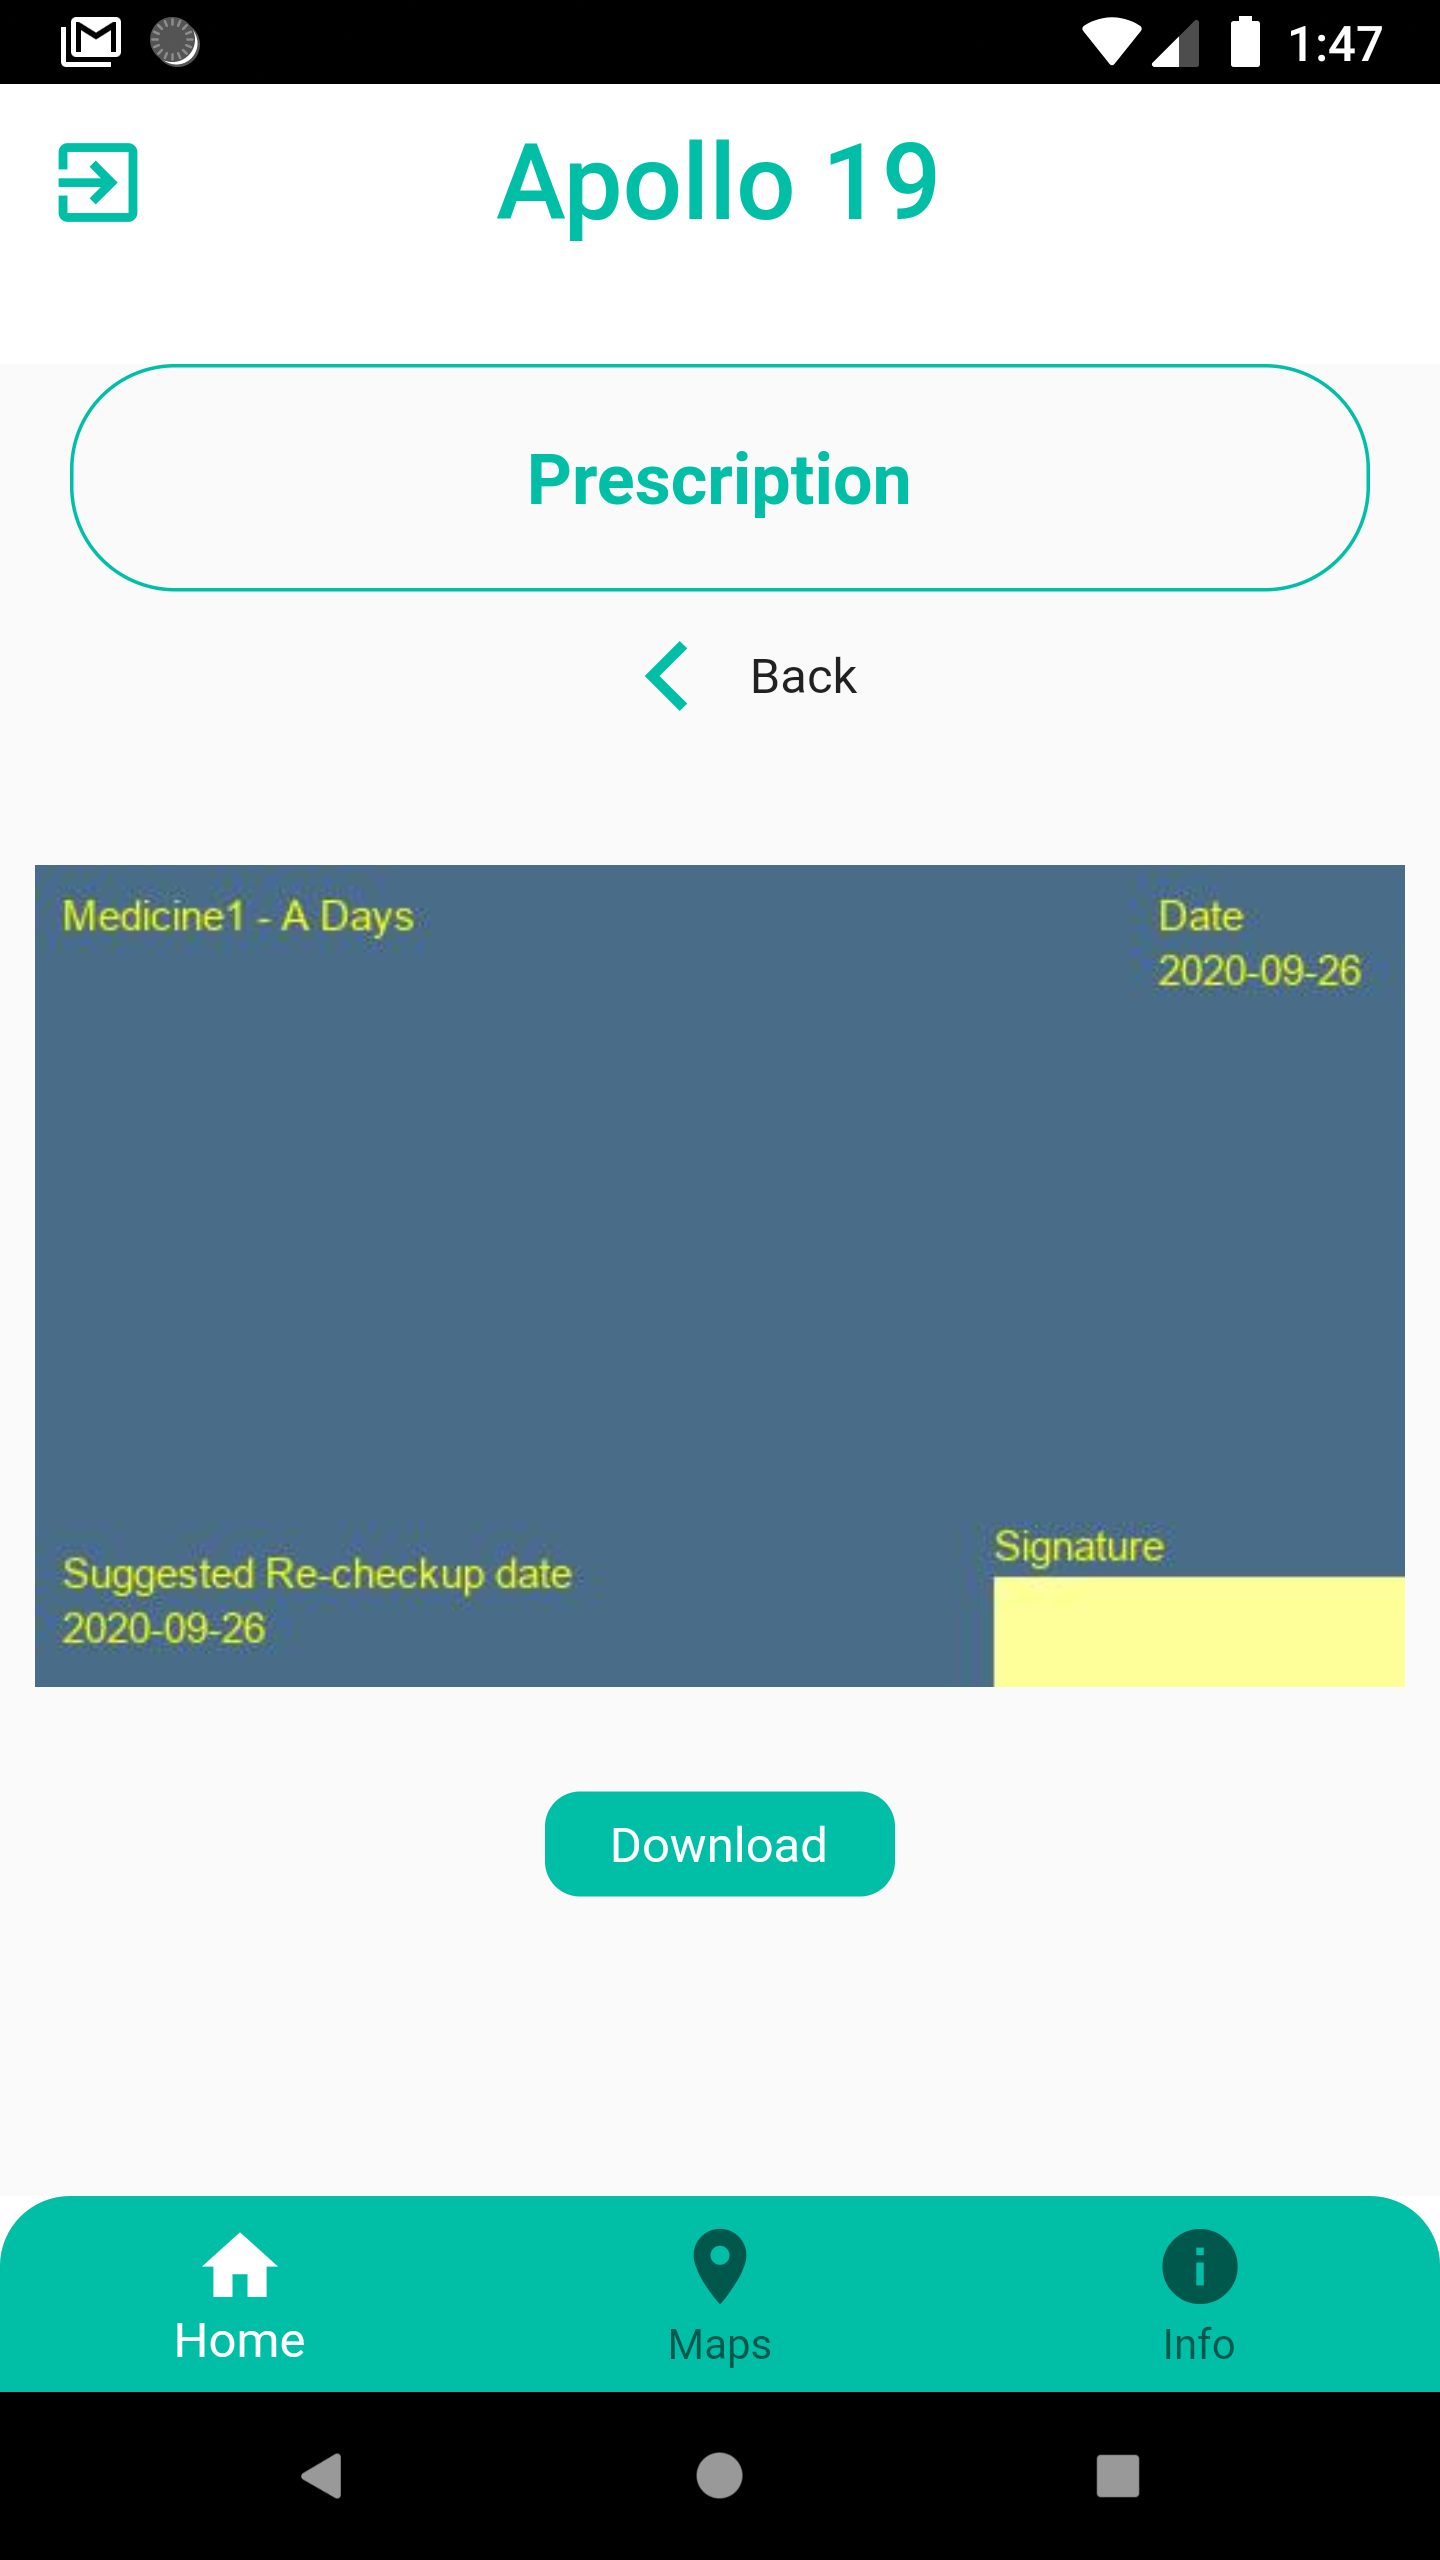 1:47
Apollo 19
Prescription
Back
Medicine1 - A Days
Date
2020-09-26
Signature
Suggested Re-checkup date
2020-09-26
Download
Home
Maps
Info